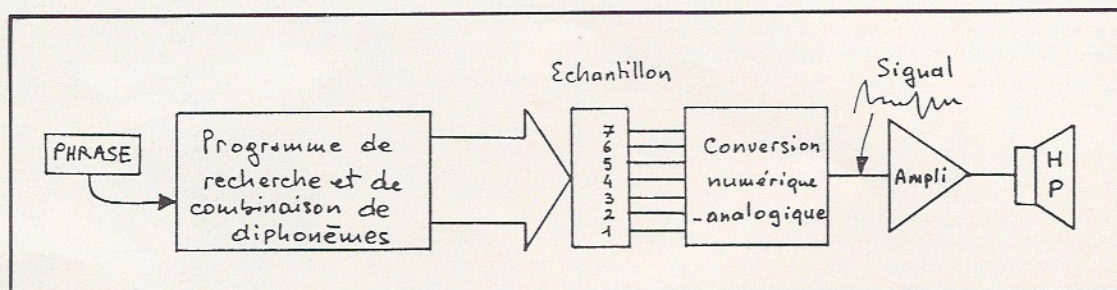 PHRASE
Programme de
recherche et de
combinaison de
diphonèmes
Echantillon
7
6
5
4
3
2
1
Conversion
numérique
-analogique
Signal
Ampli
H
P